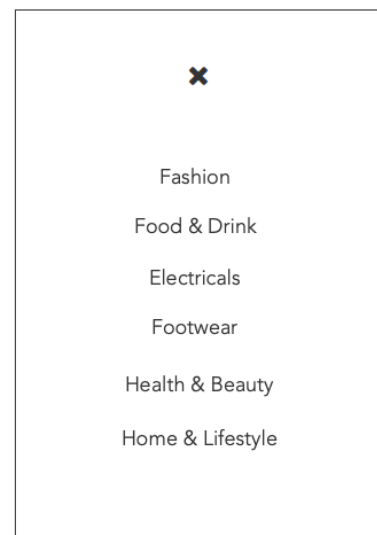 Fashion
Food & Drink
Electricals
Footwear
Health & Beauty
Home & Lifestyle